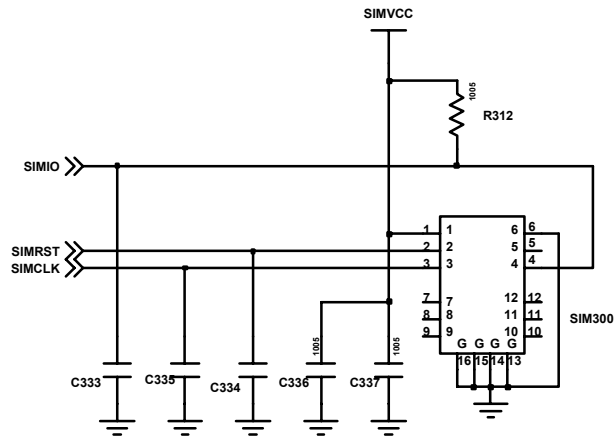 SIMVCC
1005
R312
SIMIO
SIMRST
SIMCLK
1 1 6 6
2 2 5 5
3 3 4 4
7 7 12 12
8 8 11 11
9 9 10 10
SIM300
G G G G
16 15 14 13
1005 1005
C333 C335 C334 C336 C337